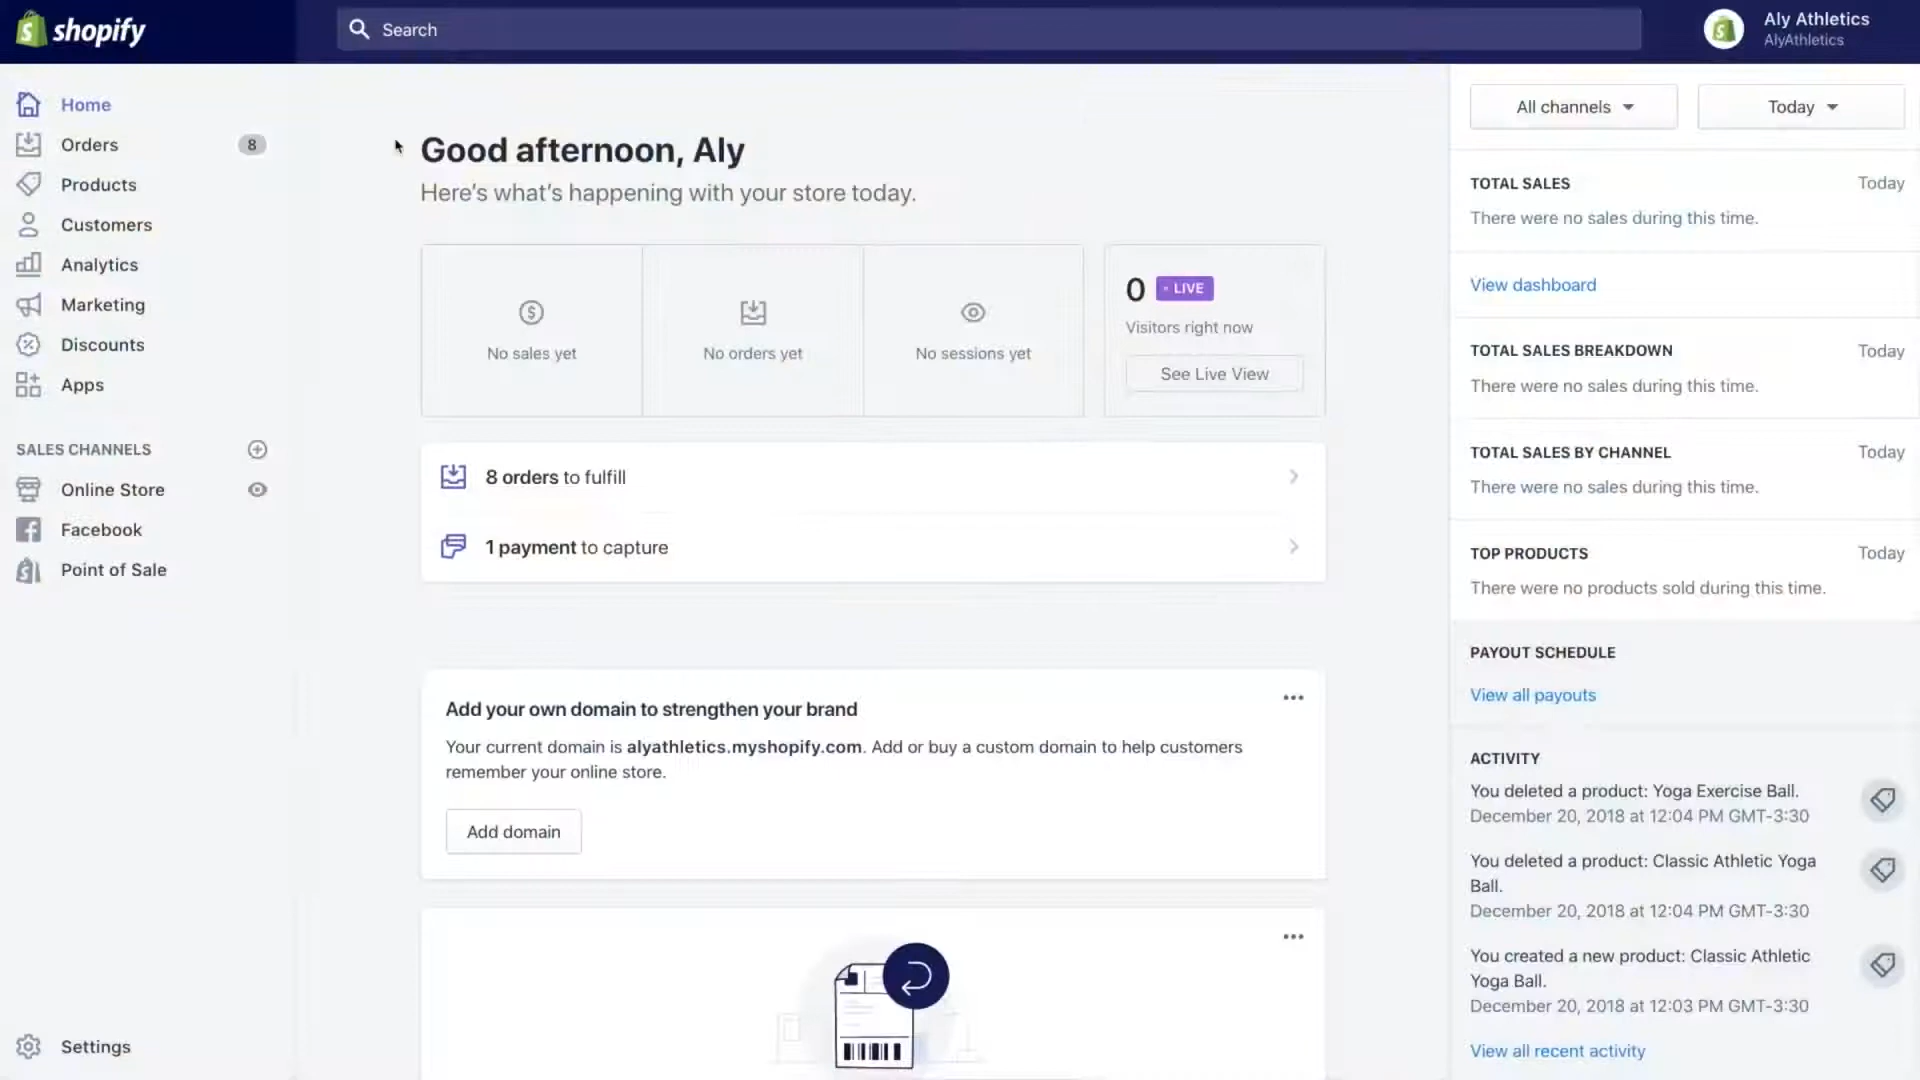 shopify
Search
Aly Athletics
AlyAthletics
Home
Orders 8
Products
Customers
Analytics
Marketing
Discounts
Apps
SALES CHANNELS
Online Store
Facebook
Point of Sale
Settings
Good afternoon, Aly
Here's what's happening with your store today.
No sales yet
No orders yet
No sessions yet
0 LIVE
Visitors right now
See Live View
8 orders to fulfill
1 payment to capture
Add your own domain to strengthen your brand
Your current domain is alyathletics.myshopify.com. Add or buy a custom domain to help customers
remember your online store.
Add domain
All channels
Today
TOTAL SALES Today
There were no sales during this time.
View dashboard
TOTAL SALES BREAKDOWN Today
There were no sales during this time.
TOTAL SALES BY CHANNEL Today
There were no sales during this time.
TOP PRODUCTS Today
There were no products sold during this time.
PAYOUT SCHEDULE
View all payouts
ACTIVITY
You deleted a product: Yoga Exercise Ball.
December 20, 2018 at 12:04 PM GMT-3:30
You deleted a product: Classic Athletic Yoga
Ball.
December 20, 2018 at 12:04 PM GMT-3:30
You created a new product: Classic Athletic
Yoga Ball.
December 20, 2018 at 12:03 PM GMT-3:30
View all recent activity